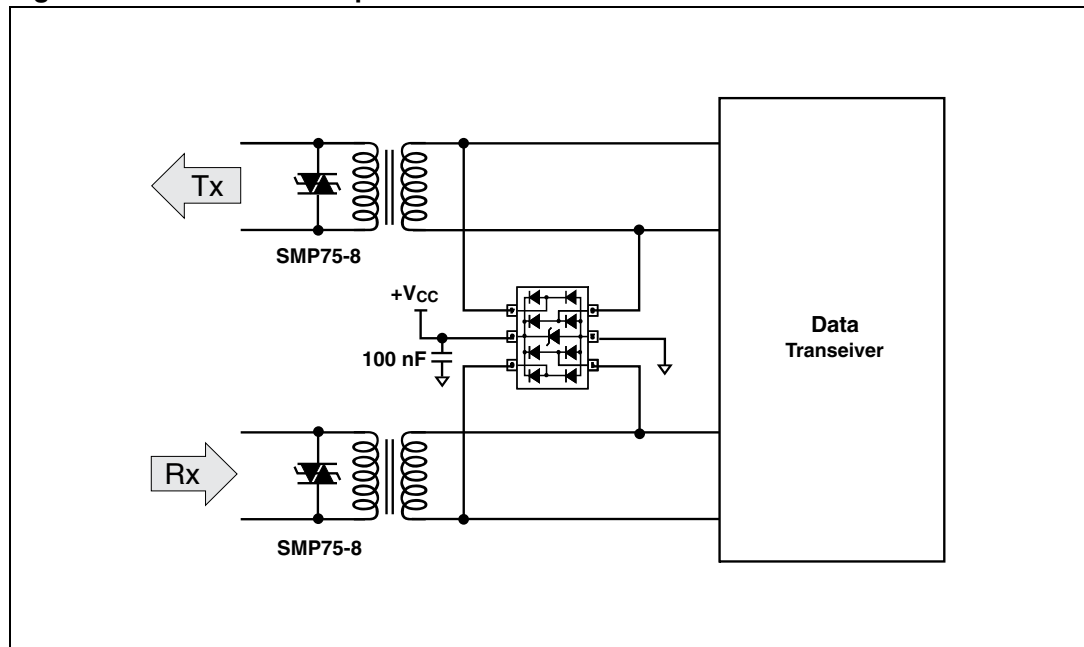 Tx
SMP75-8
+VCC
100 nF
Data
Transeiver
Rx
SMP75-8